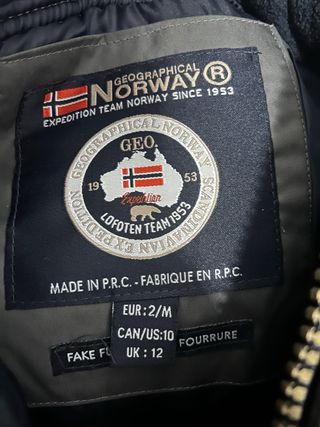 GEOGRAPHICAL
NORWAY®
EXPEDITION TEAM NORWAY SINCE 1953
GEOGRAPHICAL NORWAY SCANDINAVIAN EXPEDITION
GEO.
19 53
Expedition
LOFOTEN TEAM 1953
MADE IN P.R.C. - FABRIQUE EN R.P.C.
EUR: 2/M
CAN/US: 10
UK : 12
FAKE FOURRURE